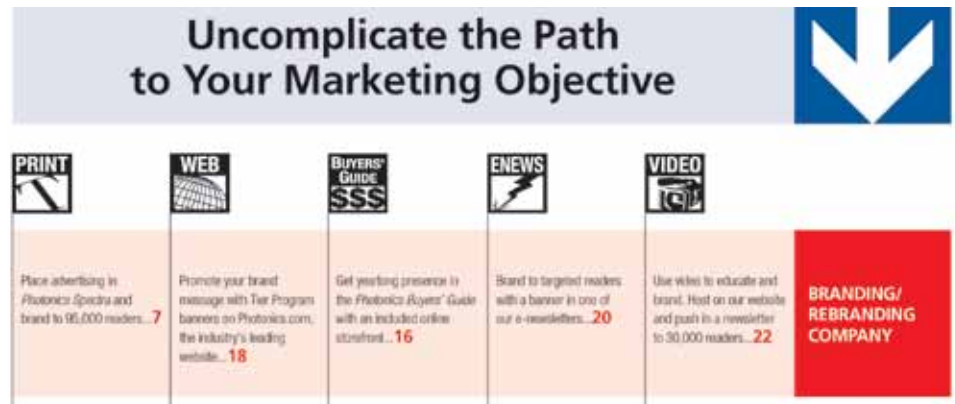 Uncomplicate the Path
to Your Marketing Objective
PRINT
WEB
BUYERS'
GUIDE
$$$
ENEWS
VIDEO
Place advertising in
Photonics Spectra and
brand to 95,000 readers...7
Promote your brand
message with Tier Program
banners on Photonics.com,
the industry's leading
website...18
Get yearlong presence in
the Photonics Buyers' Guide
with an included online
storefront...16
Brand to targeted readers
with a banner in one of
our e-newsletters...20
Use video to educate and
brand. Host on our website
and push in a newsletter
to 30,000 readers...22
BRANDING/
REBRANDING
COMPANY